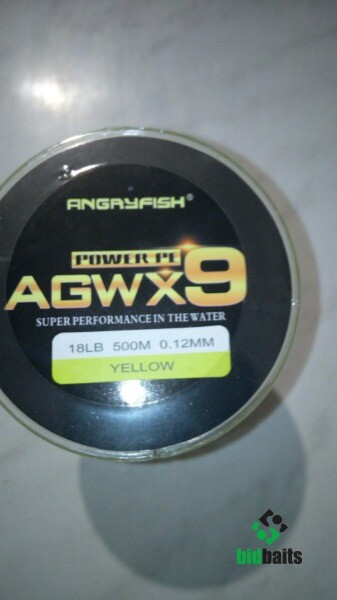 ANGRYFISH®
POWER PE
AGWX9
SUPER PERFORMANCE IN THE WATER
18LB 500M 0.12MM
YELLOW
bidbaits